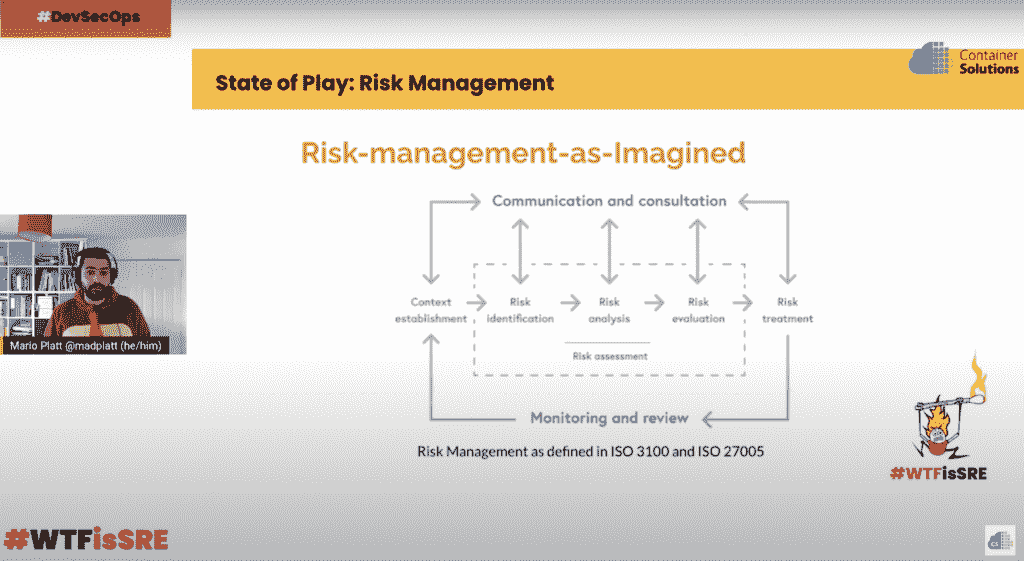 #DevSecOps
Container
Solutions
State of Play: Risk Management
Risk-management-as-Imagined
Communication and consultation
Context
establishment
Risk
identification
Risk
analysis
Risk
evaluation
Risk
treatment
Risk assessment
Mario Platt @madplatt (he/him)
Monitoring and review
Risk Management as defined in ISO 3100 and ISO 27005
#WTFisSRE
#WTFisSRE
CS